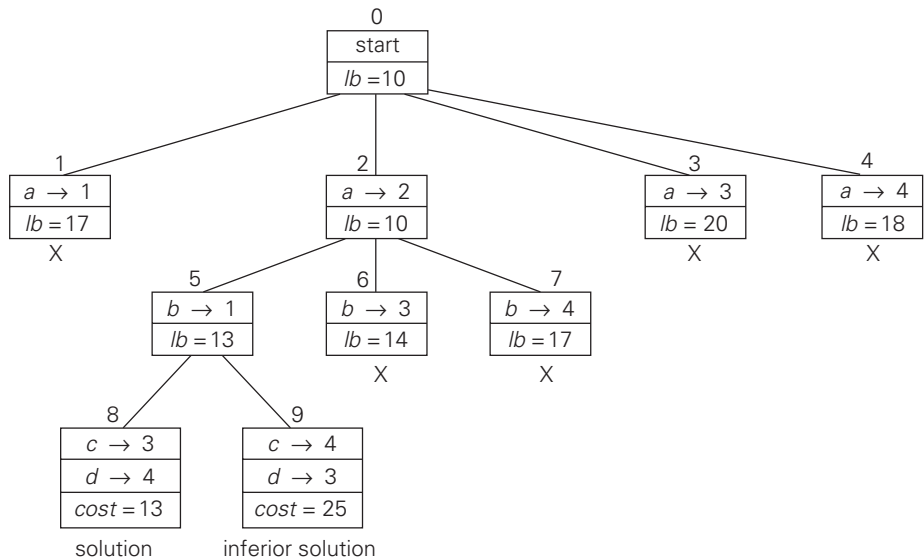 0
start
lb = 10
1
a → 1
lb = 17
X
2
a → 2
lb = 10
3
a → 3
lb = 20
X
4
a → 4
lb = 18
X
5
b → 1
lb = 13
6
b → 3
lb = 14
X
7
b → 4
lb = 17
X
8
c → 3
d → 4
cost = 13
solution
9
c → 4
d → 3
cost = 25
inferior solution